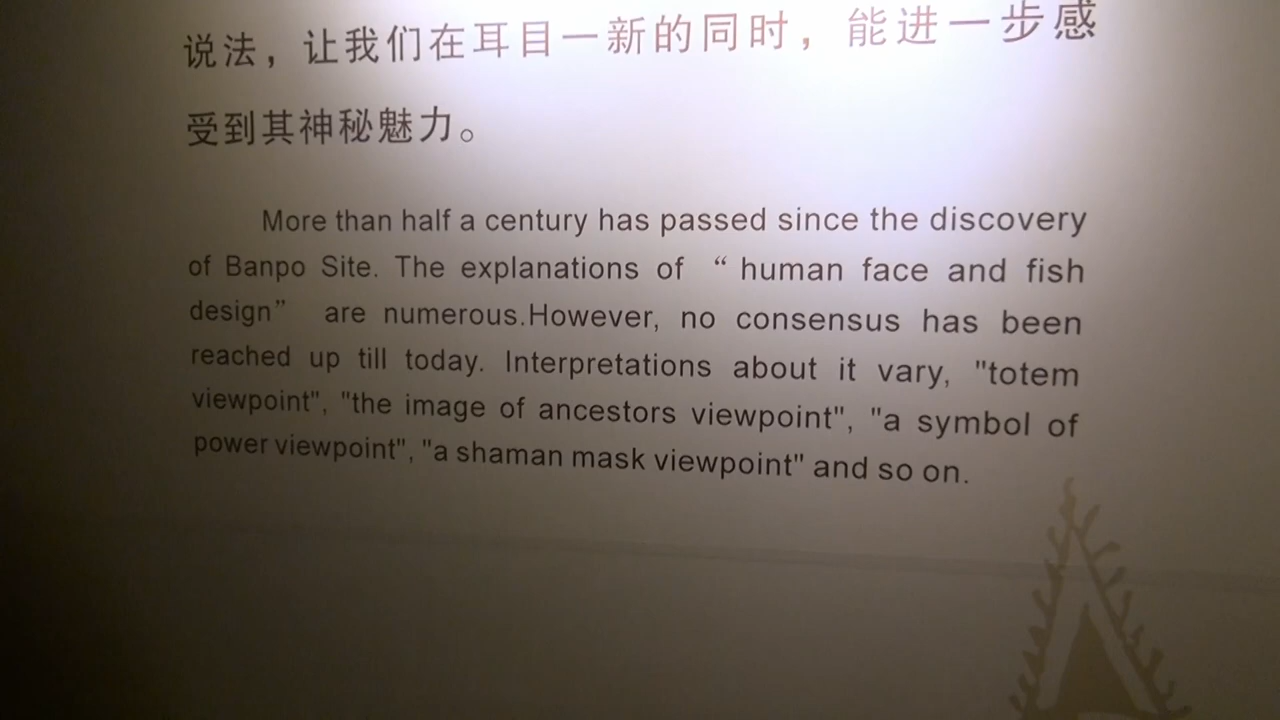 说法，让我们在耳目一新的同时，能进一步感
受到其神秘魅力。
More than half a century has passed since the discovery
of Banpo Site. The explanations of “ human face and fish
design” are numerous.However, no consensus has been
reached up till today. Interpretations about it vary, "totem
viewpoint", "the image of ancestors viewpoint", "a symbol of
power viewpoint", "a shaman mask viewpoint" and so on.